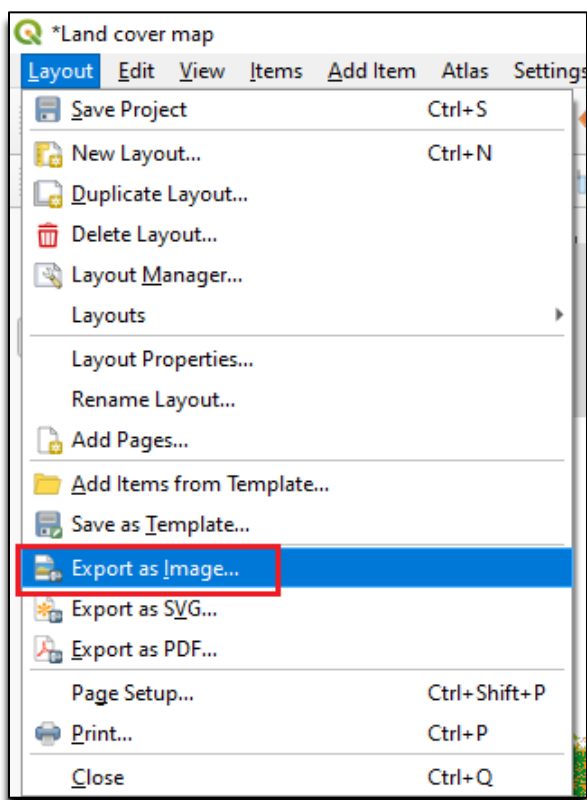 *Land cover map
Layout Edit View Items Add Item Atlas Settings
Save Project Ctrl+S
New Layout... Ctrl+N
Duplicate Layout...
Delete Layout...
Layout Manager...
Layouts
Layout Properties...
Rename Layout...
Add Pages...
Add Items from Template...
Save as Template...
Export as Image...
Export as SVG...
Export as PDF...
Page Setup... Ctrl+Shift+P
Print... Ctrl+P
Close Ctrl+Q